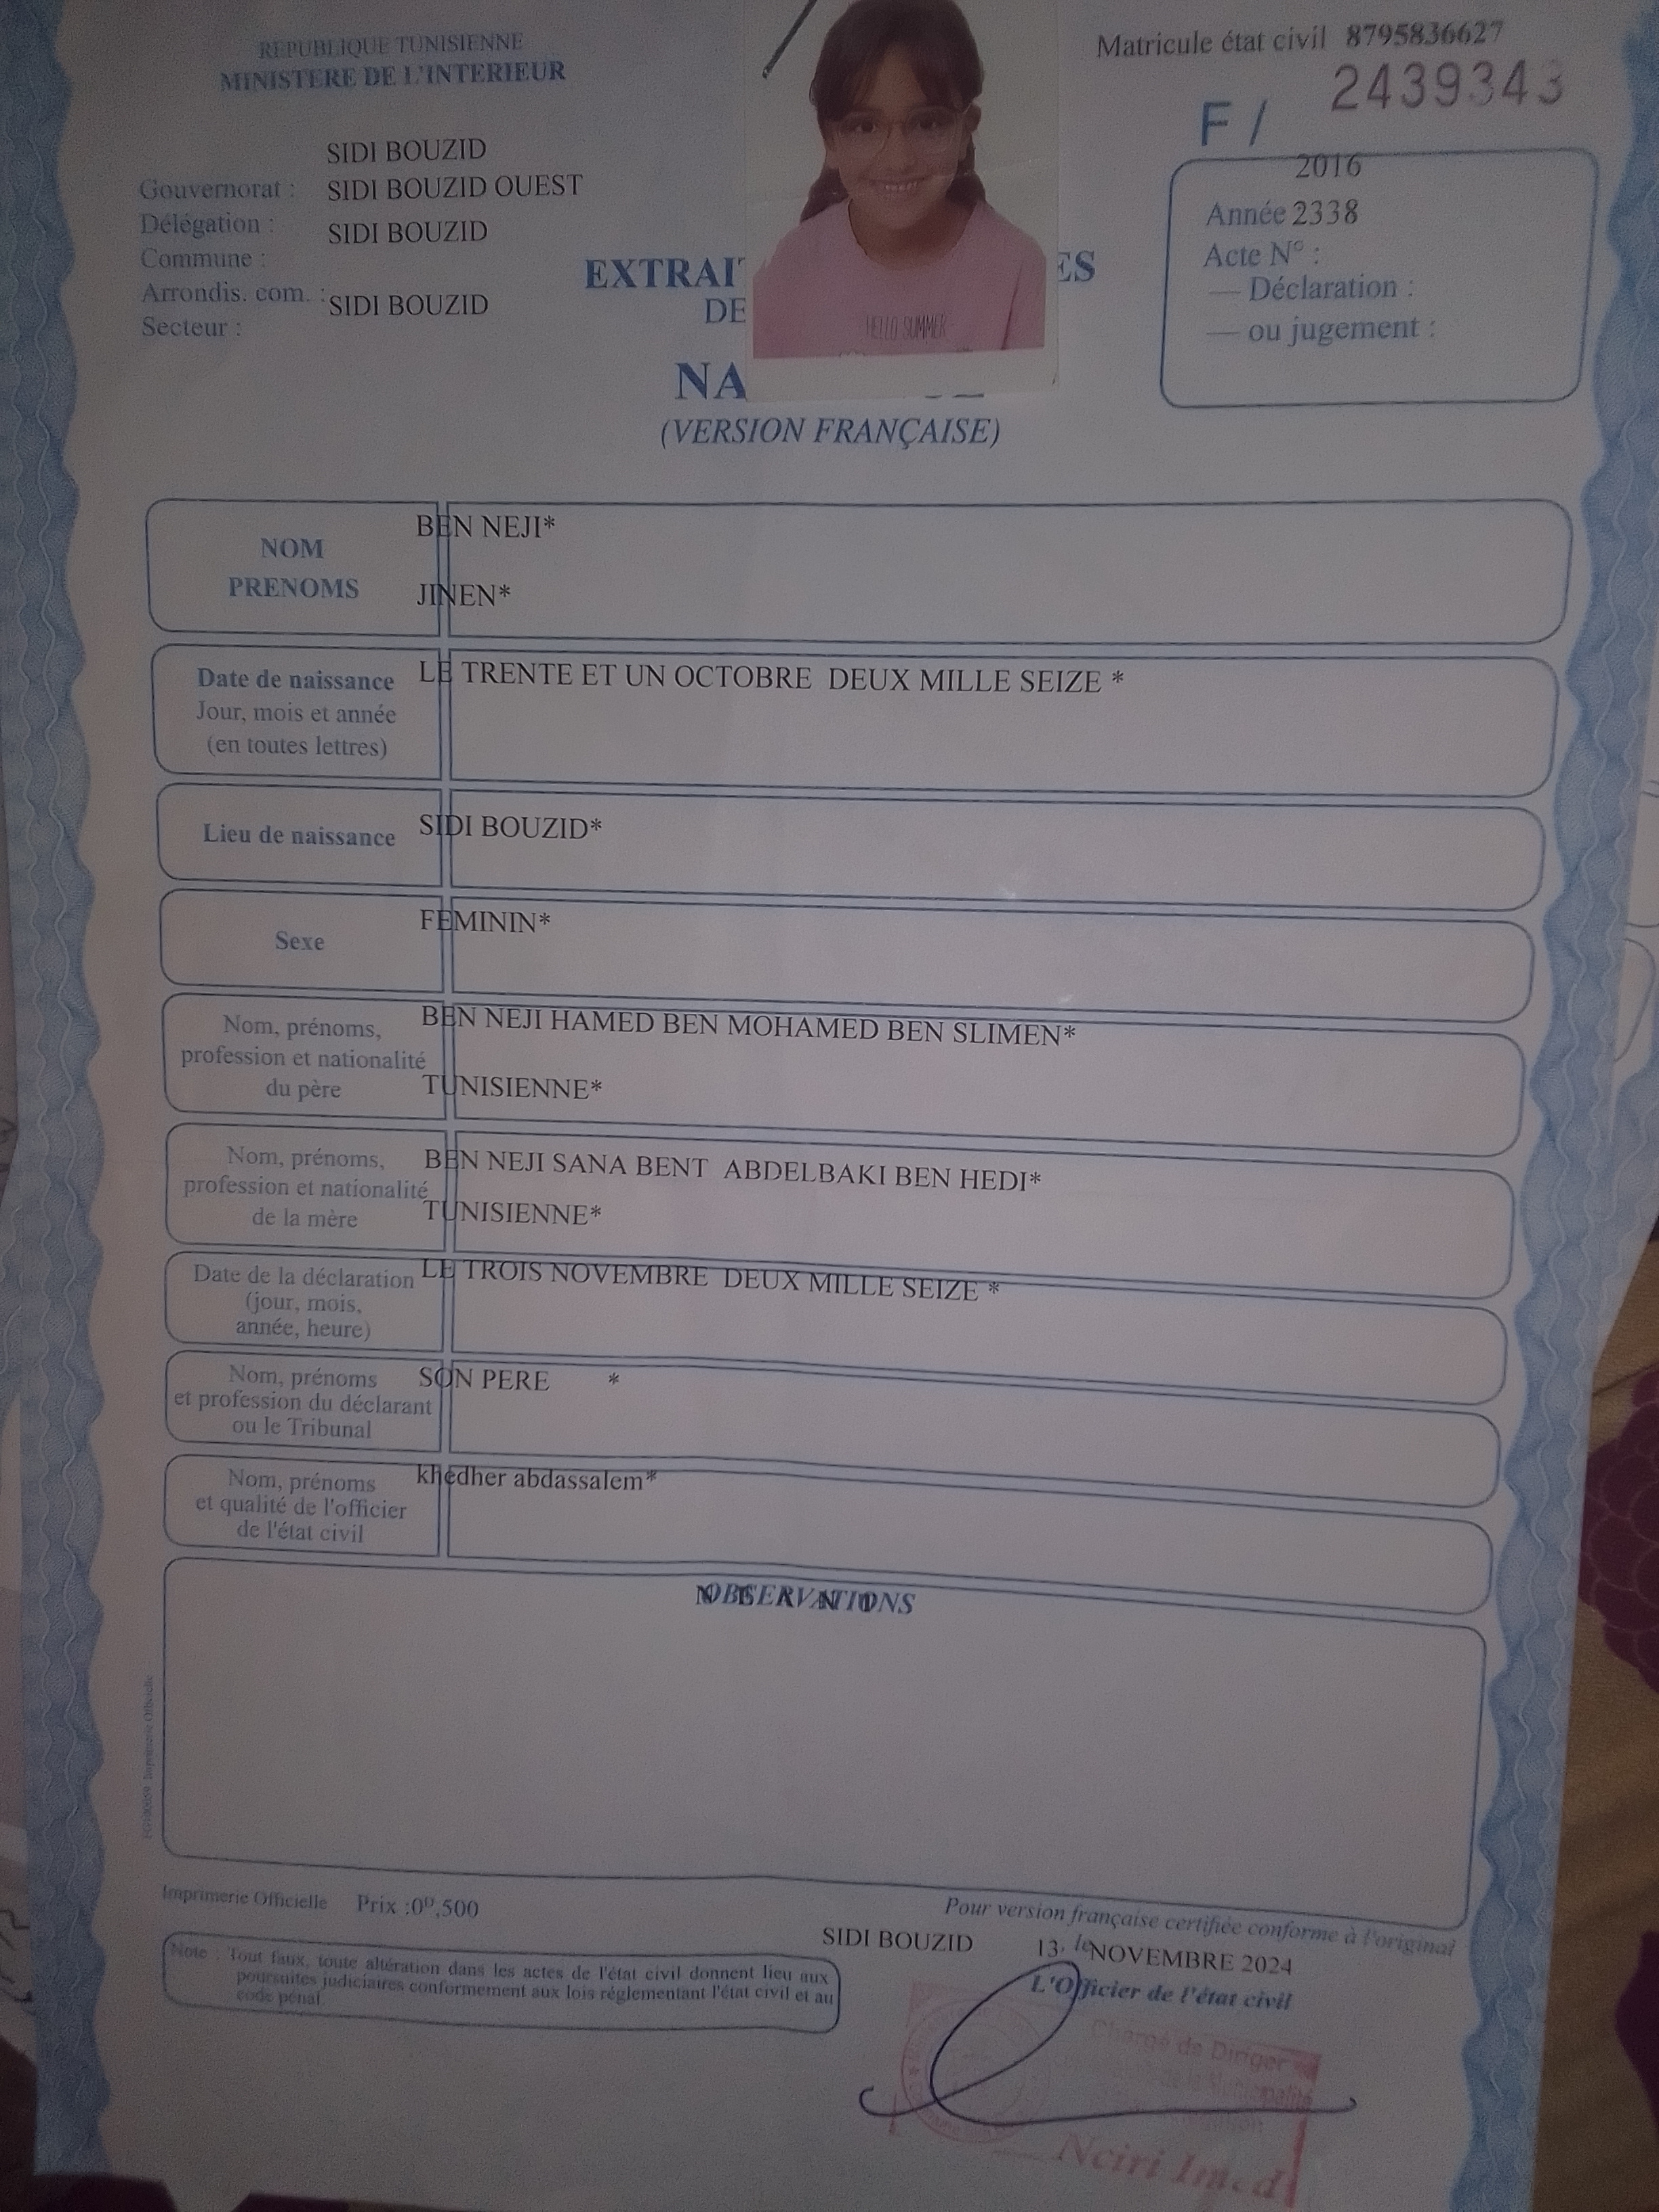 REPUBLIQUE TUNISIENNE
MINISTERE DE L'INTERIEUR
Matricule état civil 8795836627
F / 2439343
SIDI BOUZID
Gouvernorat : SIDI BOUZID OUEST
Délégation :
SIDI BOUZID
Commune :
Arrondis. com. : SIDI BOUZID
Secteur :
2016
Année 2338
Acte N° :
— Déclaration :
— ou jugement :
HELLO SUMMER
(VERSION FRANÇAISE)
NOM
BEN NEJI*
PRENOMS
JINEN*
Date de naissance
Jour, mois et année
(en toutes lettres)
LE TRENTE ET UN OCTOBRE DEUX MILLE SEIZE *
Lieu de naissance
SIDI BOUZID*
Sexe
FEMININ*
Nom, prénoms,
profession et nationalité
du père
BEN NEJI HAMED BEN MOHAMED BEN SLIMEN*
TUNISIENNE*
Nom, prénoms,
profession et nationalité
de la mère
BEN NEJI SANA BENT ABDELBAKI BEN HEDI*
TUNISIENNE*
Date de la déclaration
(jour, mois,
année, heure)
LE TROIS NOVEMBRE DEUX MILLE SEIZE *
Nom, prénoms
et profession du déclarant
ou le Tribunal
SON PERE *
Nom, prénoms
et qualité de l'officier
de l'état civil
khedher abdassalem*
OBSERVATIONS
Imprimerie Officielle Prix :0ᴰ,500
Note : Tout faux, toute altération dans les actes de l'état civil donnent lieu aux
poursuites judiciaires conformement aux lois réglementant l'état civil et au
code pénal.
Pour version française certifiée conforme à l'original
SIDI BOUZID 13, le NOVEMBRE 2024
L'Officier de l'état civil
Chargé de Diriger
Nciri Imed